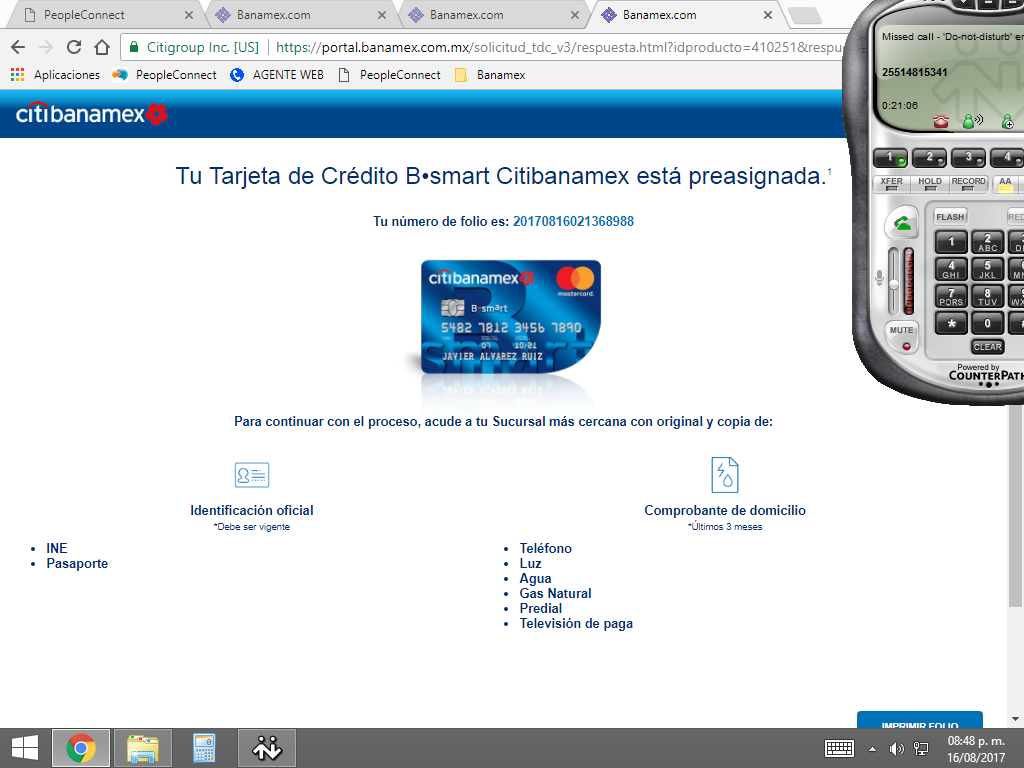 PeopleConnect
Banamex.com
Banamex.com
Banamex.com
Citigroup Inc. [US]
https://portal.banamex.com.mx/solicitud_tdc_v3/respuesta.html?idproducto=410251&respu
Aplicaciones
PeopleConnect
AGENTE WEB
PeopleConnect
Banamex
citibanamex
Tu Tarjeta de Crédito B•smart Citibanamex está preasignada.1
Tu número de folio es: 20170816021368988
citibanamex
mastercard.
B•smart
5482 7812 3456 7890
07 10/21
JAVIER ALVAREZ RUIZ
smart
Para continuar con el proceso, acude a tu Sucursal más cercana con original y copia de:
Identificación oficial
*Debe ser vigente
INE
Pasaporte
Comprobante de domicilio
*Últimos 3 meses
Teléfono
Luz
Agua
Gas Natural
Predial
Televisión de paga
IMPRIMIR FOLIO
Missed call - 'Do-not-disturb' er
25514815341
0:21:06
1 2 3 4
XFER HOLD RECORD AA
FLASH RED
1 2 ABC 3 D
4 GHI 5 JKL 6 M
7 PQRS 8 TUV 9 WX
* 0
MUTE
CLEAR
Powered by
COUNTERPATH
08:48 p. m.
16/08/2017